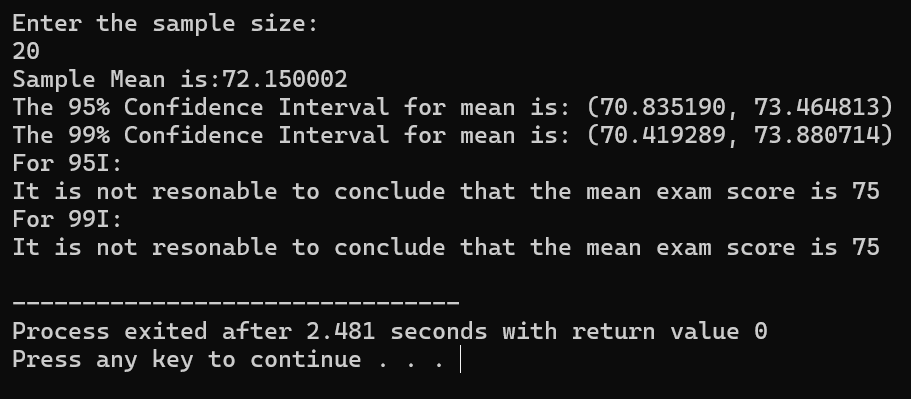 Enter the sample size:
20
Sample Mean is:72.150002
The 95% Confidence Interval for mean is: (70.835190, 73.464813)
The 99% Confidence Interval for mean is: (70.419289, 73.880714)
For 95I:
It is not resonable to conclude that the mean exam score is 75
For 99I:
It is not resonable to conclude that the mean exam score is 75
--------------------------------
Process exited after 2.481 seconds with return value 0
Press any key to continue . . .